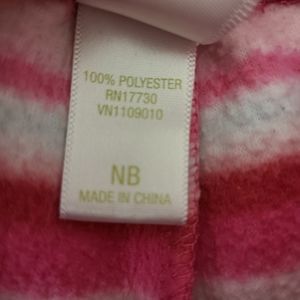 100% POLYESTER
RN17730
VN1109010
NB
MADE IN CHINA